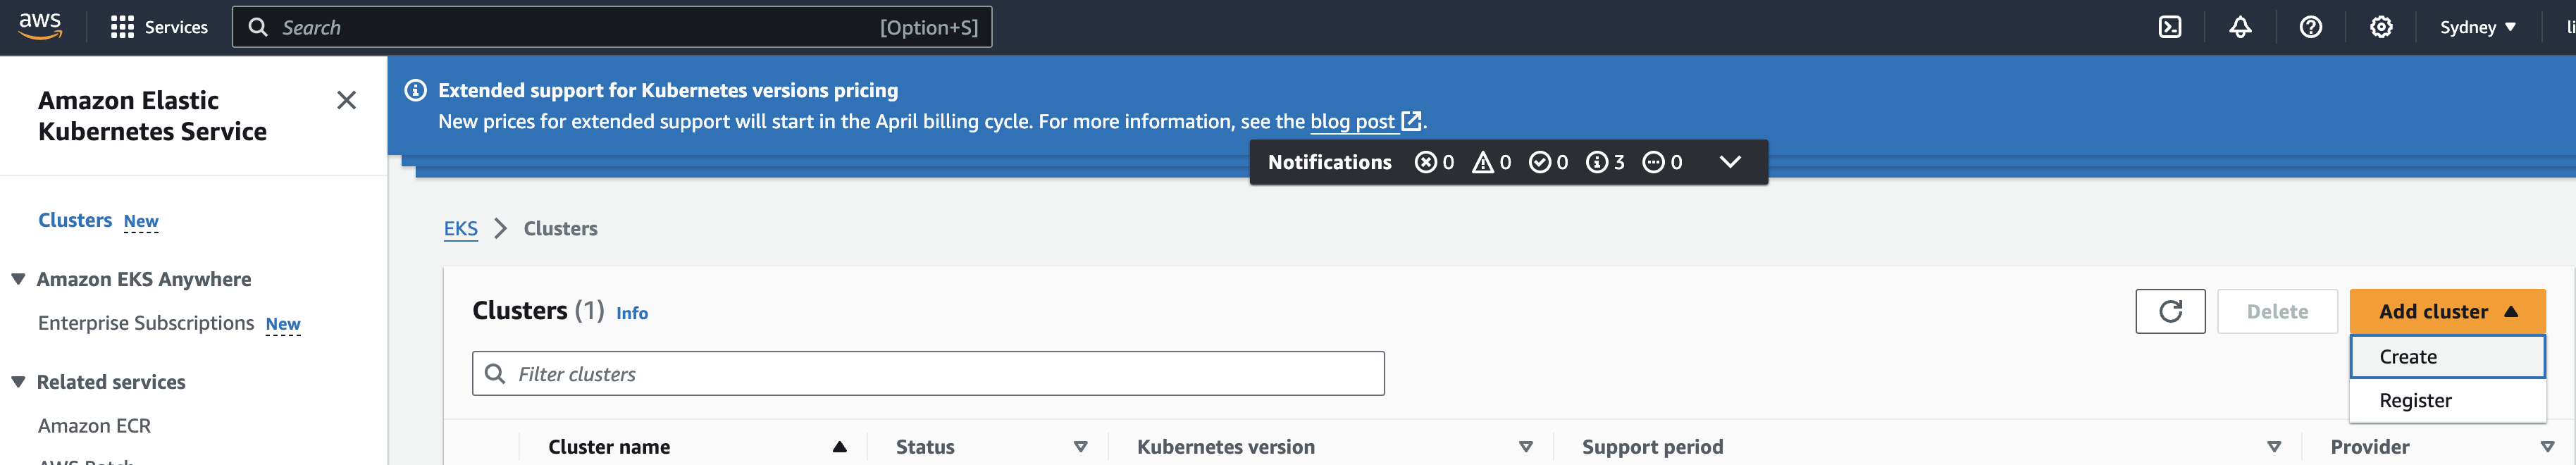 aws
Services
Search [Option+S]
Sydney
Amazon Elastic
Kubernetes Service
Extended support for Kubernetes versions pricing
New prices for extended support will start in the April billing cycle. For more information, see the blog post.
Notifications 0 0 0 3 0
Clusters New
EKS > Clusters
Amazon EKS Anywhere
Enterprise Subscriptions New
Clusters (1) Info
Delete
Add cluster
Create
Register
Filter clusters
Related services
Amazon ECR
Cluster name Status Kubernetes version Support period Provider